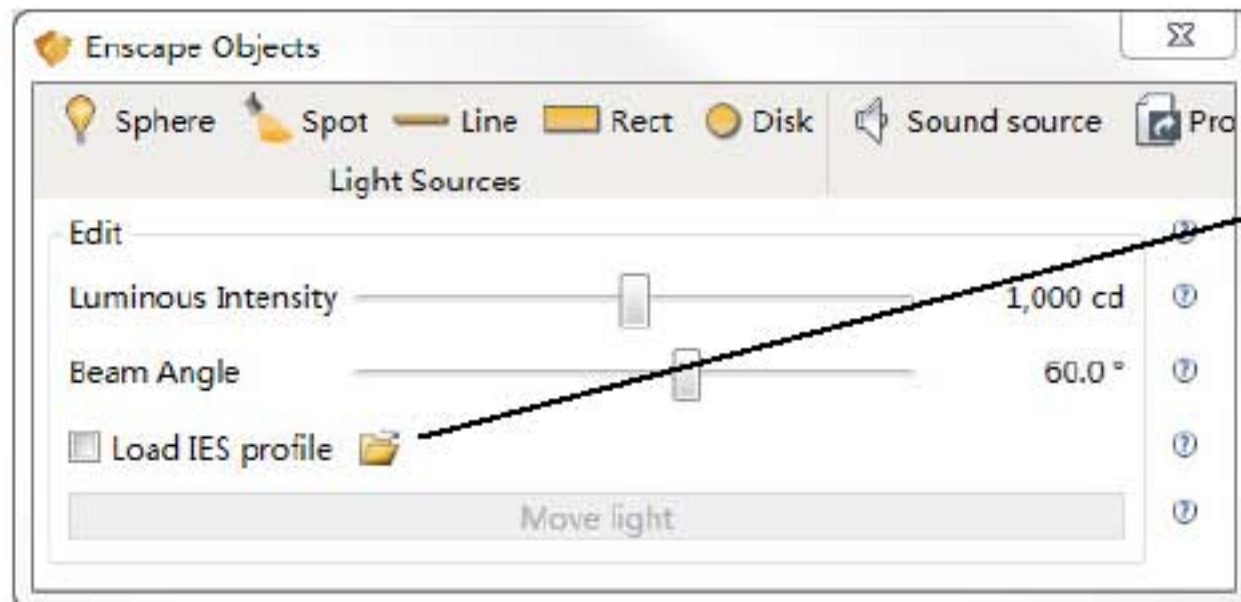 Enscape Objects
Sphere Spot Line Rect Disk Sound source Pro
Light Sources
Edit
Luminous Intensity 1,000 cd
Beam Angle 60.0 °
Load IES profile
Move light